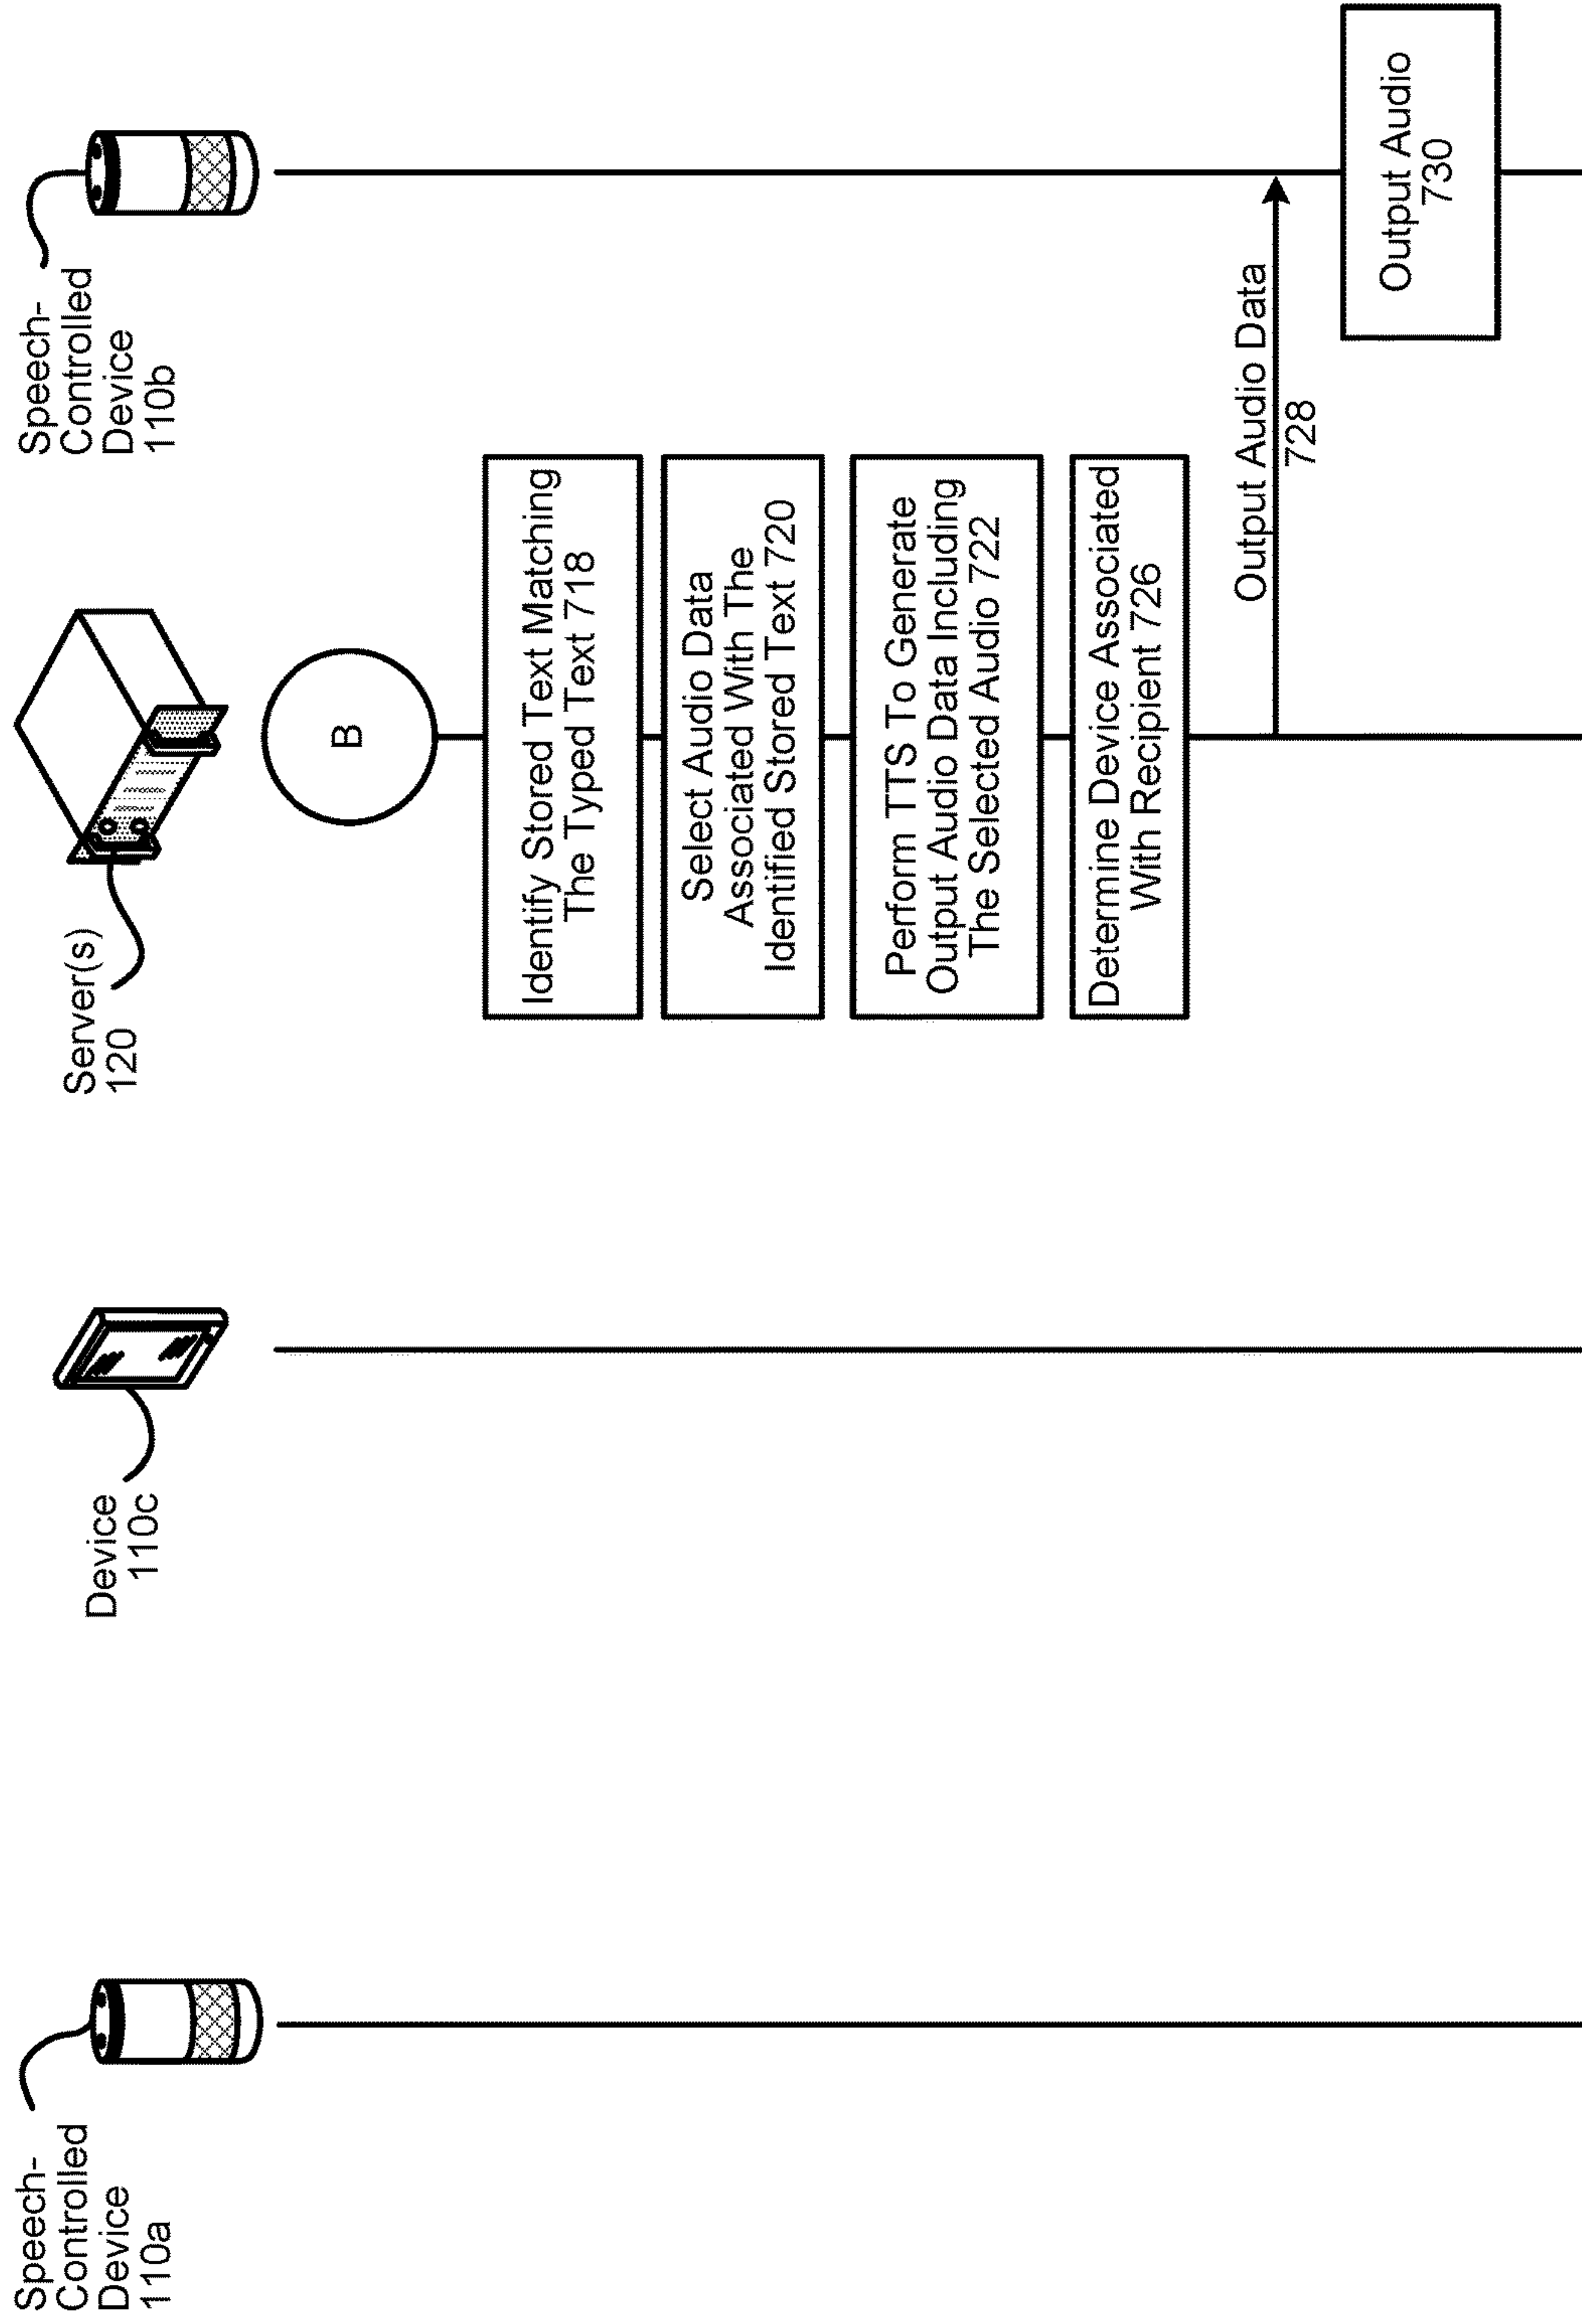 Speech-
Controlled
Device
110a
Device
110c
Server(s)
120
Speech-
Controlled
Device
110b
B
Identify Stored Text Matching
The Typed Text 718
Select Audio Data
Associated With The
Identified Stored Text 720
Perform TTS To Generate
Output Audio Data Including
The Selected Audio 722
Determine Device Associated
With Recipient 726
Output Audio Data
728
Output Audio
730